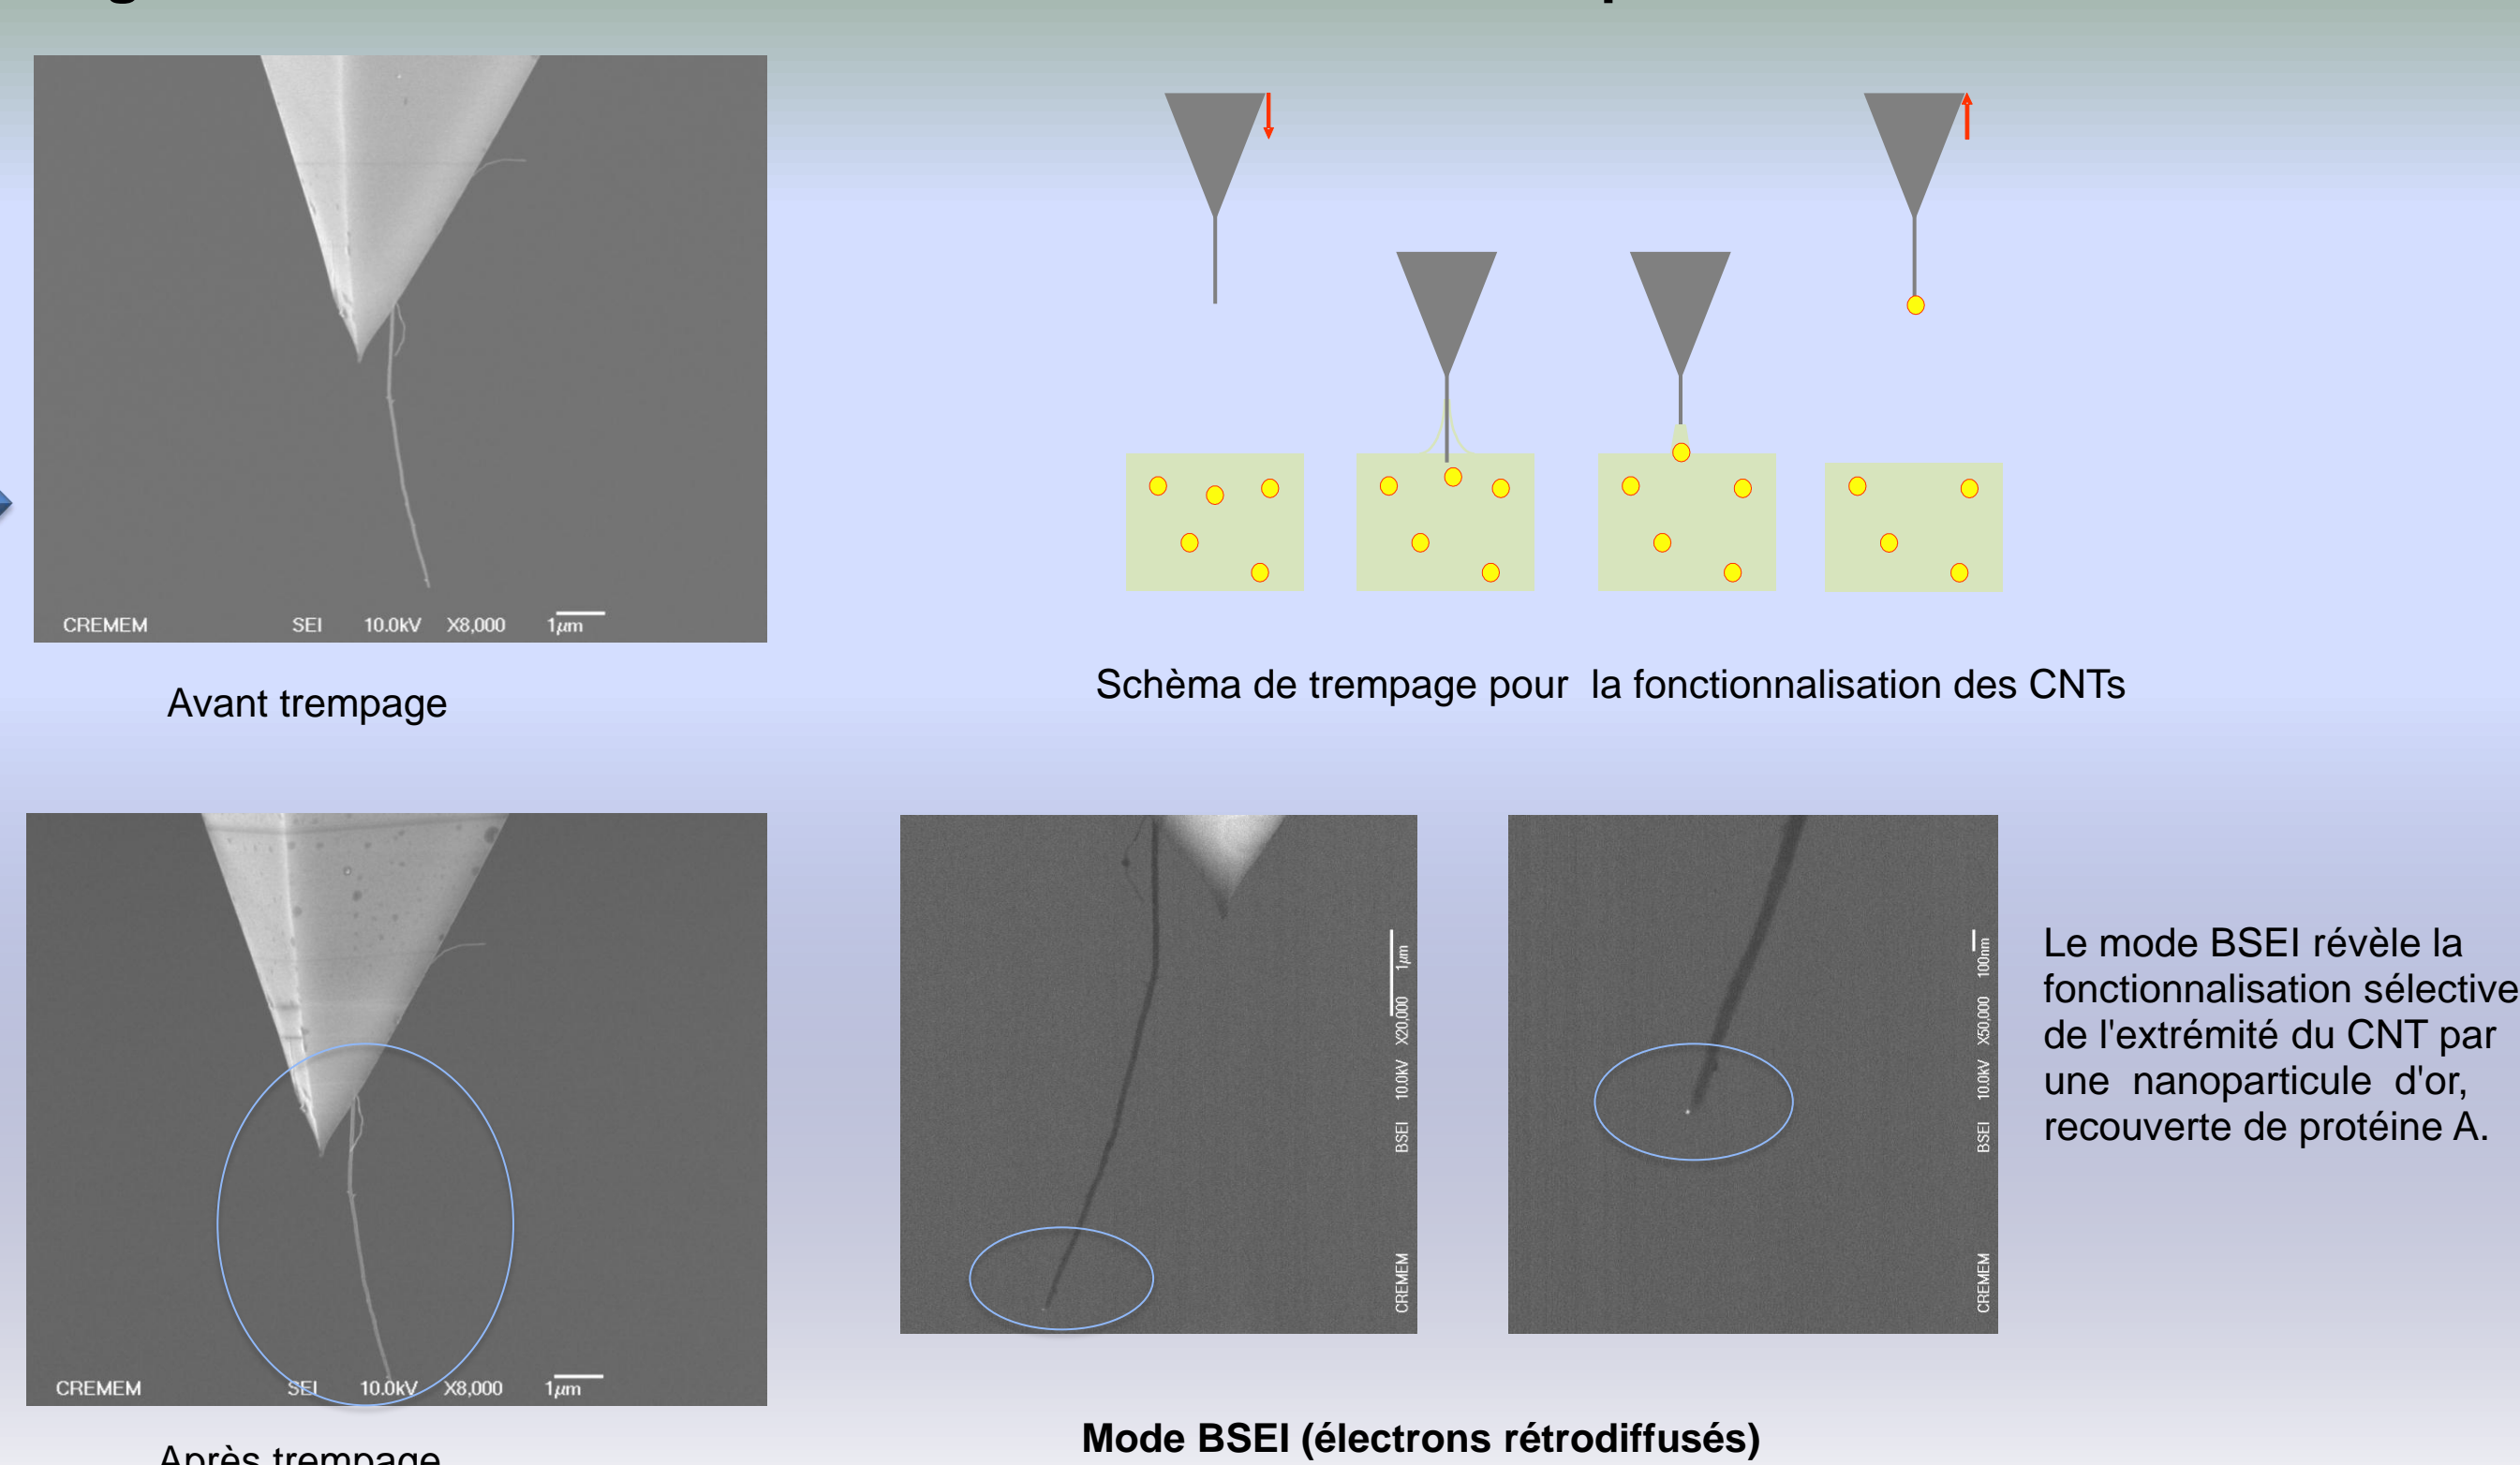 CREMEM SEI 10.0kV X8,000 1μm
Avant trempage
Schèma de trempage pour la fonctionnalisation des CNTs
CREMEM SEI 10.0kV X8,000 1μm
Après trempage
CREMEM BSEI 10.0kV X20,000 1μm
CREMEM BSEI 10.0kV X50,000 100nm
Mode BSEI (électrons rétrodiffusés)
Le mode BSEI révèle la
fonctionnalisation sélective
de l'extrémité du CNT par
une nanoparticule d'or,
recouverte de protéine A.